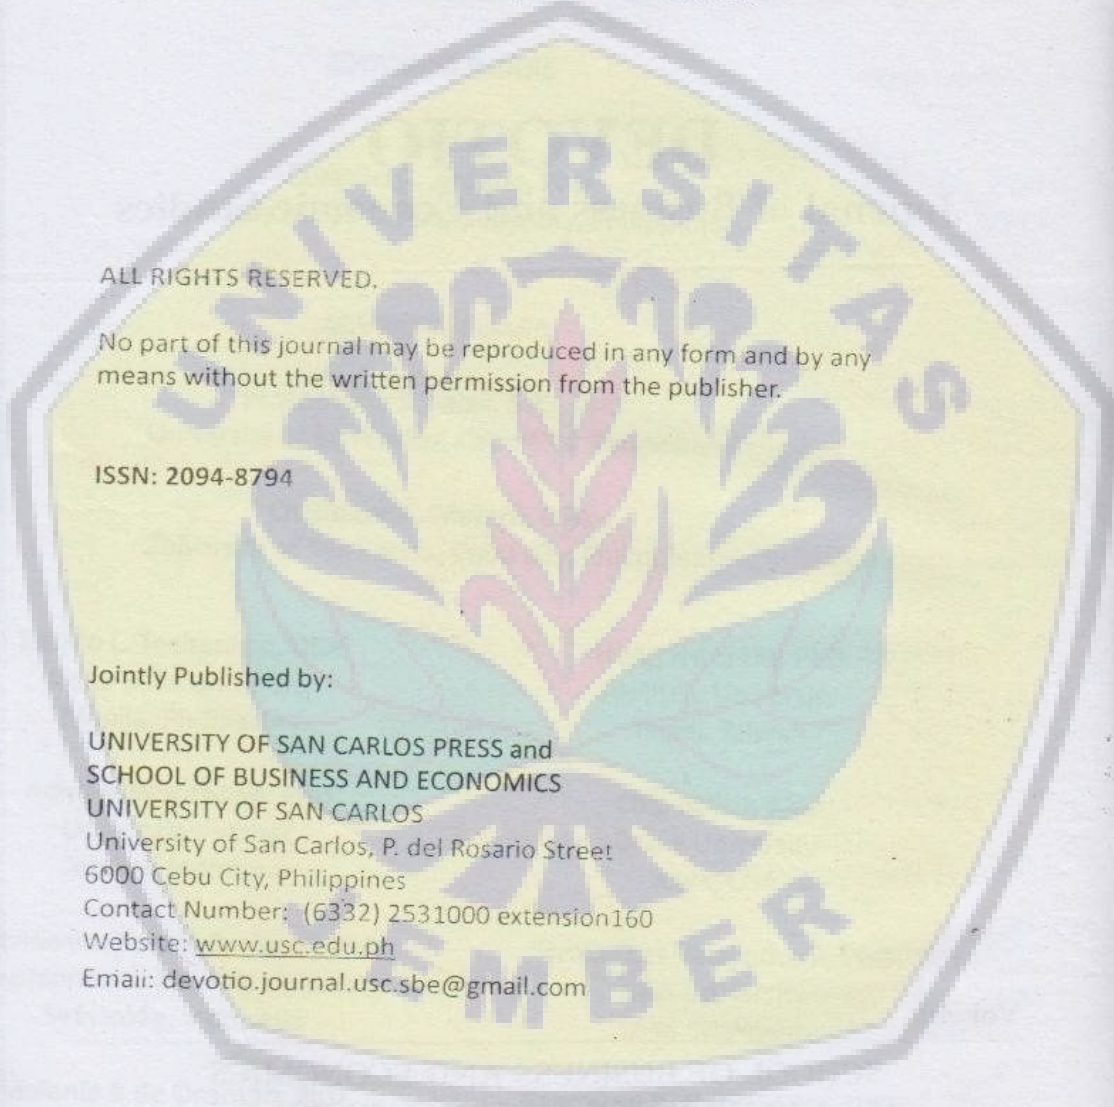 UNIVERSITAS
ALL RIGHTS RESERVED.
No part of this journal may be reproduced in any form and by any
means without the written permission from the publisher.
ISSN: 2094-8794
Jointly Published by:
UNIVERSITY OF SAN CARLOS PRESS and
SCHOOL OF BUSINESS AND ECONOMICS
UNIVERSITY OF SAN CARLOS
University of San Carlos, P. del Rosario Street
6000 Cebu City, Philippines
Contact Number: (6332) 2531000 extension160
Website: www.usc.edu.ph
Email: devotio.journal.usc.sbe@gmail.com
JEMBER